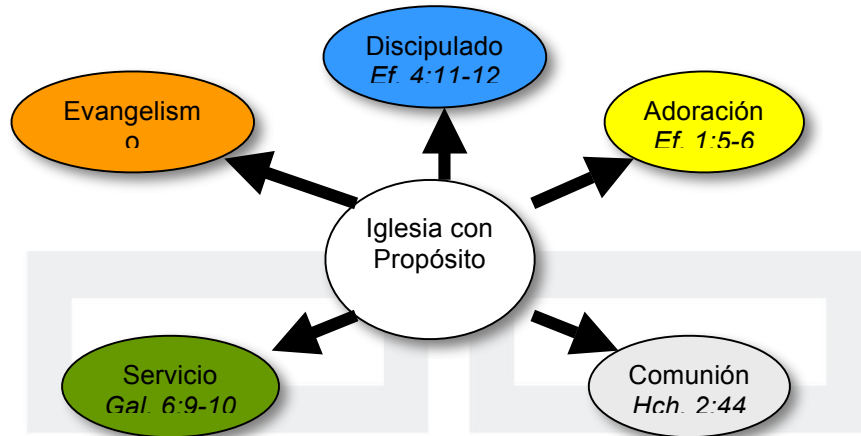 Discipulado
Ef. 4:11-12
Evangelism
o
Adoración
Ef. 1:5-6
Iglesia con
Propósito
Servicio
Gal. 6:9-10
Comunión
Hch. 2:44